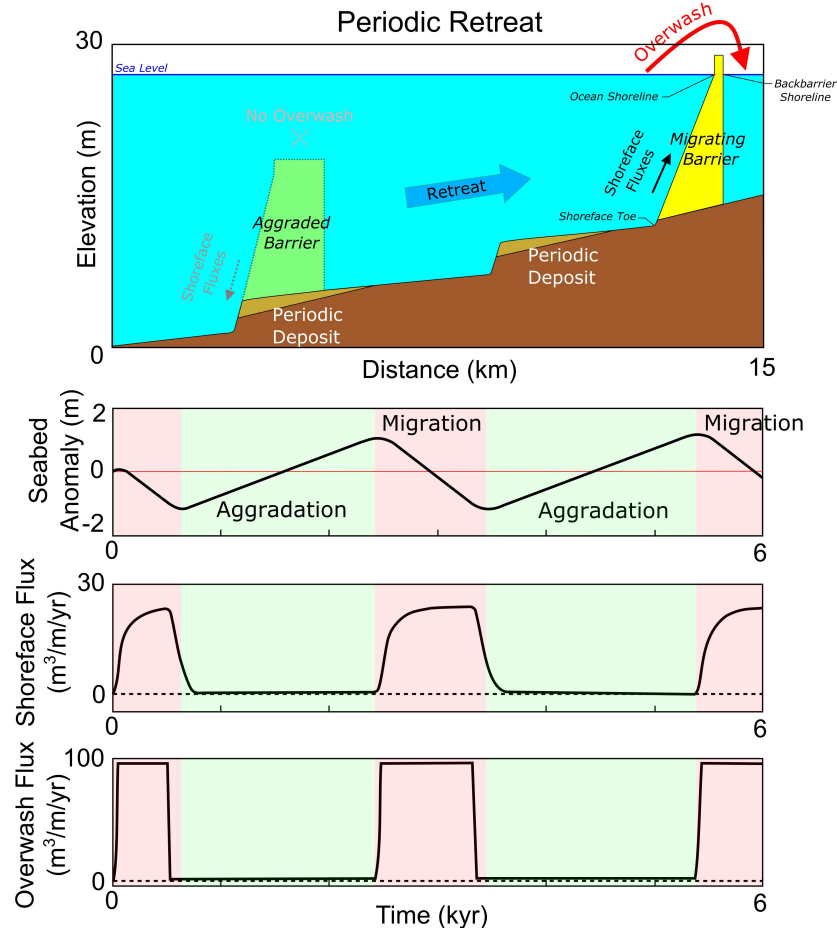 Periodic Retreat
30
Overwash
Sea Level
Ocean Shoreline
Backbarrier
Shoreline
No Overwash
Migrating
Barrier
Shoreface
Fluxes
Elevation (m)
Retreat
Aggraded
Barrier
Shoreface Toe
Shoreface
Fluxes
Periodic
Deposit
Periodic
Deposit
0
Distance (km)
15
2
Seabed
Anomaly (m)
Migration
Migration
0
Aggradation
Aggradation
-2
0
6
30
Shoreface Flux
(m³/m/yr)
0
0
6
100
Overwash Flux
(m³/m/yr)
0
0
6
Time (kyr)